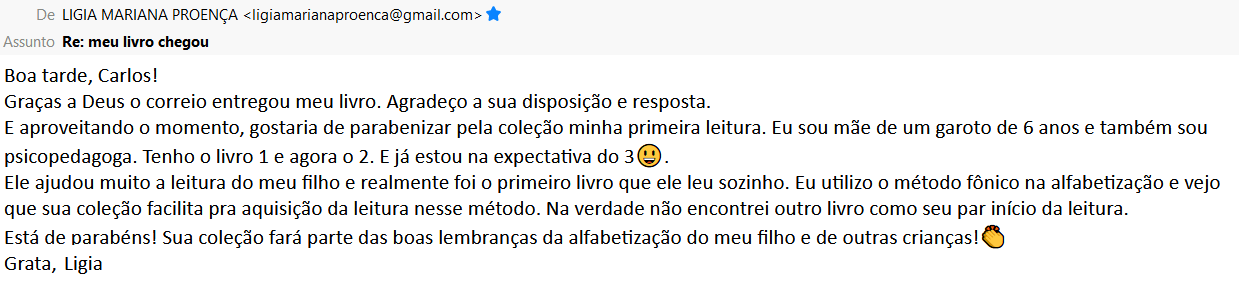 De LIGIA MARIANA PROENÇA <ligiamarianaproenca@gmail.com>
Assunto Re: meu livro chegou
Boa tarde, Carlos!
Graças a Deus o correio entregou meu livro. Agradeço a sua disposição e resposta.
E aproveitando o momento, gostaria de parabenizar pela coleção minha primeira leitura. Eu sou mãe de um garoto de 6 anos e também sou
psicopedagoga. Tenho o livro 1 e agora o 2. E já estou na expectativa do 3😃.
Ele ajudou muito a leitura do meu filho e realmente foi o primeiro livro que ele leu sozinho. Eu utilizo o método fônico na alfabetização e vejo
que sua coleção facilita pra aquisição da leitura nesse método. Na verdade não encontrei outro livro como seu par início da leitura.
Está de parabéns! Sua coleção fará parte das boas lembranças da alfabetização do meu filho e de outras crianças!👏
Grata, Ligia